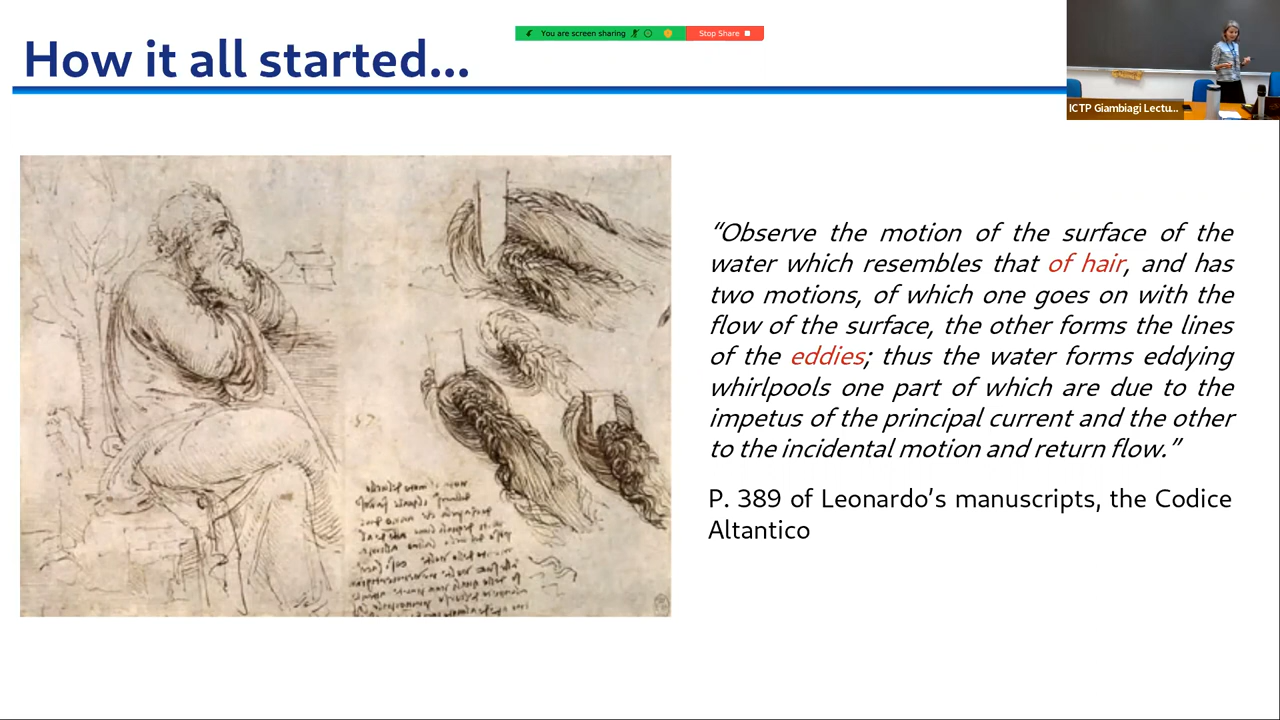 How it all started...
You are screen sharing
Stop Share
ICTP Giambiagi Lectu...
“Observe the motion of the surface of the
water which resembles that of hair, and has
two motions, of which one goes on with the
flow of the surface, the other forms the lines
of the eddies; thus the water forms eddying
whirlpools one part of which are due to the
impetus of the principal current and the other
to the incidental motion and return flow.”
P. 389 of Leonardo’s manuscripts, the Codice
Altantico